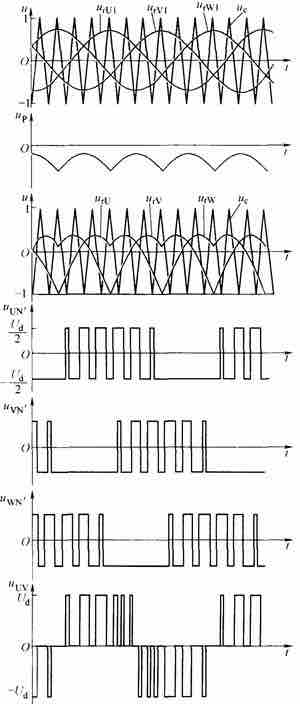 u
1
u_rU1
u_rV1
u_rW1
u_c
O
−1
t
u_P
O
t
1
u_rU
u_rV
u_rW
u_c
O
−1
t
u_UN′
U_d/2
O
−U_d/2
t
u_VN′
O
t
u_WN′
O
t
u_UV
U_d
O
−U_d
t